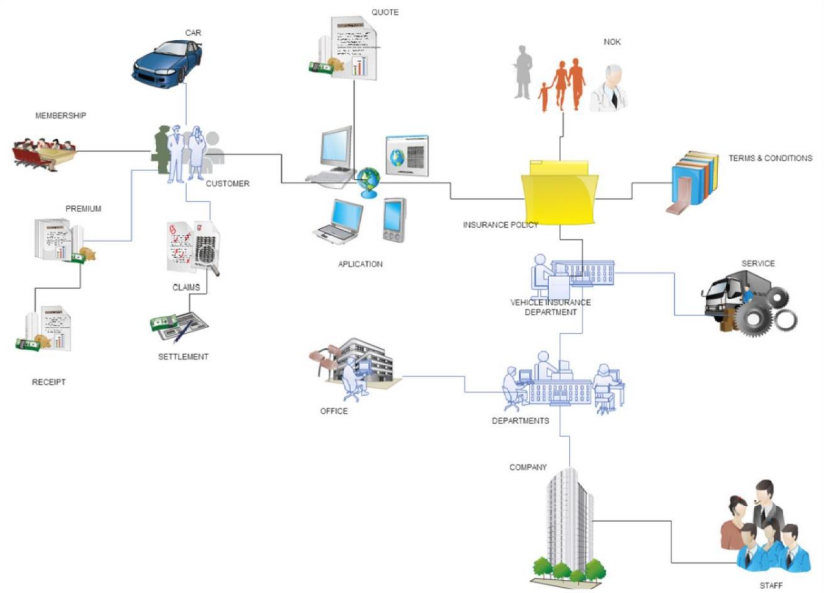 QUOTE
CAR
NOK
MEMBERSHIP
TERMS & CONDITIONS
CUSTOMER
PREMIUM
INSURANCE POLICY
APLICATION
SERVICE
CLAIMS
VEHICLE INSURANCE
DEPARTMENT
SETTLEMENT
RECEIPT
OFFICE
DEPARTMENTS
COMPANY
STAFF